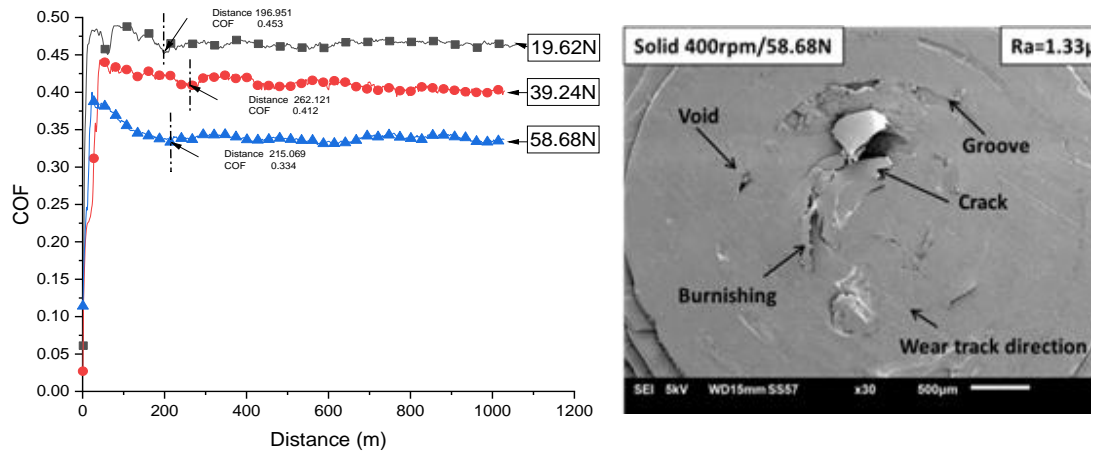 COF
0.50
0.45
0.40
0.35
0.30
0.25
0.20
0.15
0.10
0.05
0.00
0
200
400
600
800
1000
1200
Distance (m)
Distance 196.951
COF 0.453
Distance 262.121
COF 0.412
Distance 215.069
COF 0.334
19.62N
39.24N
58.68N
Solid 400rpm/58.68N
Ra=1.33µ
Void
Groove
Crack
Burnishing
Wear track direction
SEI 5kV WD15mm SS57 x30 500µm